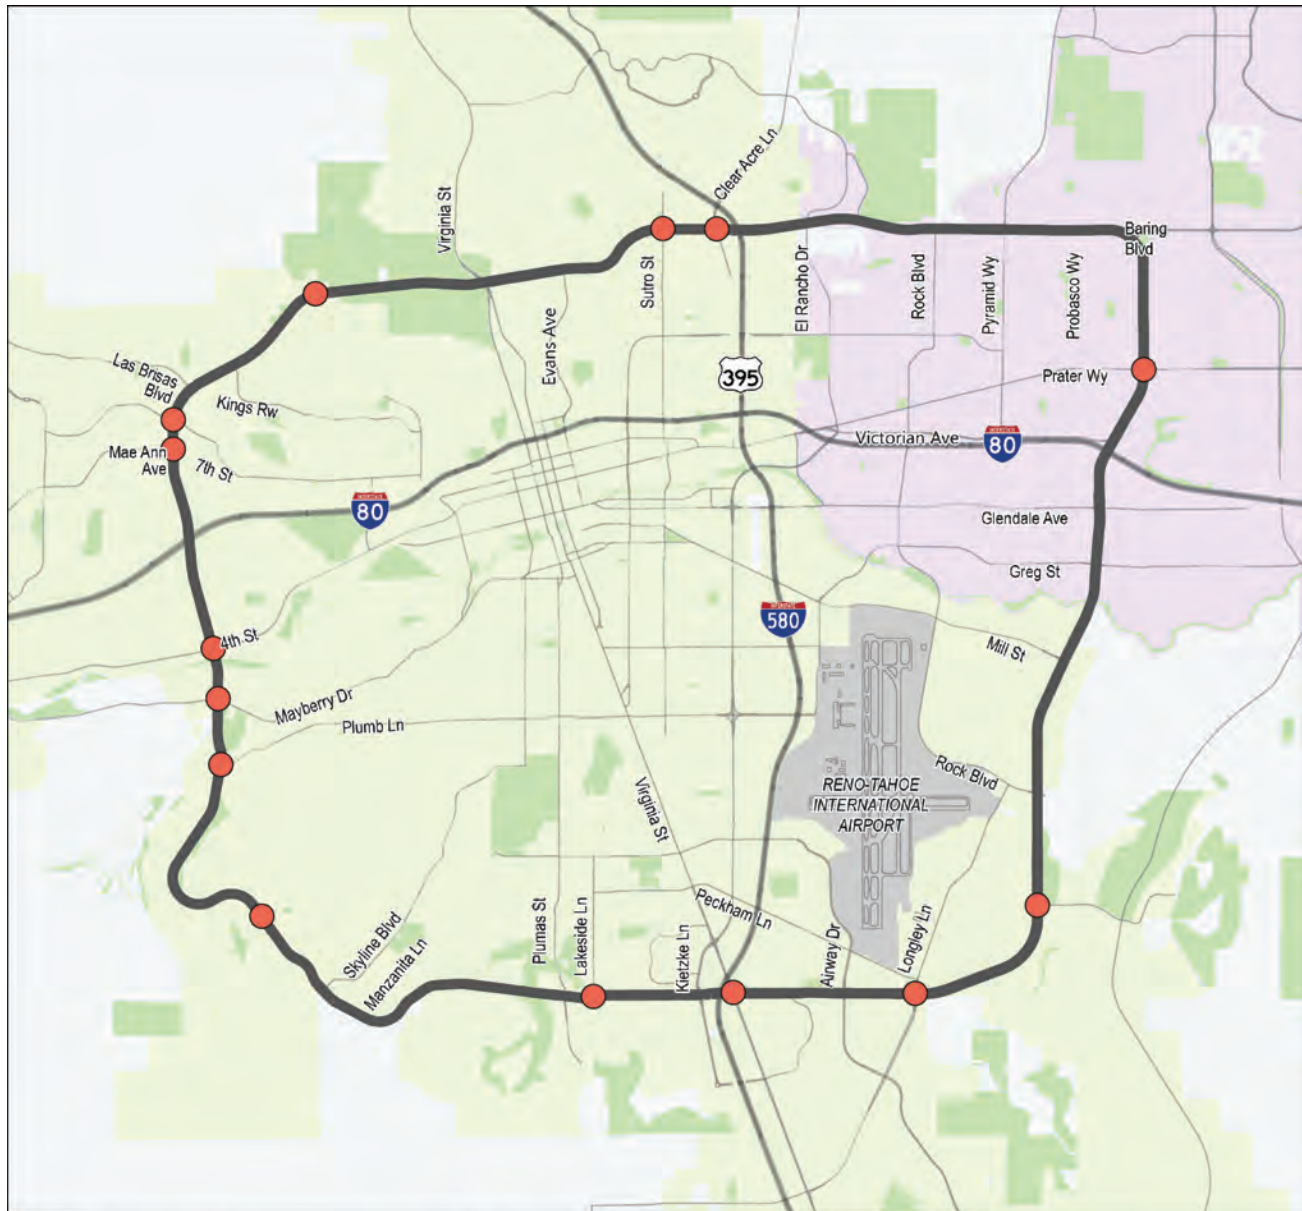 Clear Acre Ln
Virginia St
Baring
Blvd
Sutro St
El Rancho Dr
Rock Blvd
Pyramid Wy
Probasco Wy
Evans Ave
Las Brisas
Blvd
Kings Rw
395
Prater Wy
Mae Ann
Ave
7th St
Victorian Ave
INTERSTATE
80
INTERSTATE
80
Glendale Ave
Greg St
INTERSTATE
580
4th St
Mill St
Mayberry Dr
Plumb Ln
Rock Blvd
Virginia St
RENO-TAHOE
INTERNATIONAL
AIRPORT
Peckham Ln
Plumas St
Lakeside Ln
Skyline Blvd
Manzanita Ln
Kietzke Ln
Airway Dr
Longley Ln